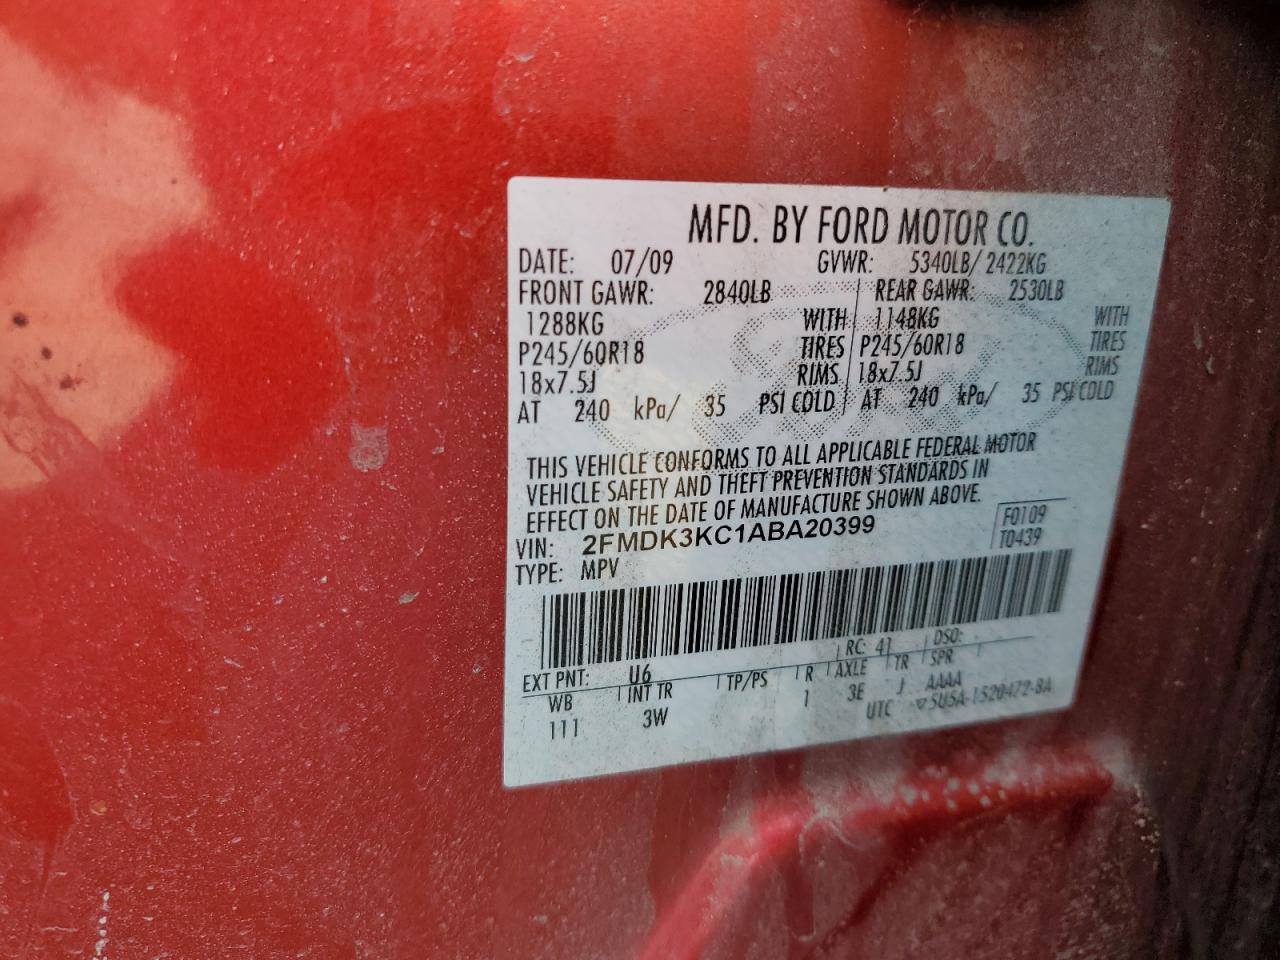 MFD. BY FORD MOTOR CO.
DATE: 07/09 GVWR: 5340LB/ 2422KG
FRONT GAWR: 2840LB REAR GAWR: 2530LB
1288KG WITH 1148KG WITH
P245/60R18 TIRES P245/60R18 TIRES
18x7.5J RIMS 18x7.5J RIMS
AT 240 kPa/ 35 PSI COLD AT 240 kPa/ 35 PSI COLD
THIS VEHICLE CONFORMS TO ALL APPLICABLE FEDERAL MOTOR
VEHICLE SAFETY AND THEFT PREVENTION STANDARDS IN
EFFECT ON THE DATE OF MANUFACTURE SHOWN ABOVE.
VIN: 2FMDK3KC1ABA20399 F0109
TYPE: MPV T0439
EXT PNT: U6 RC: 41 DSO:
WB INT TR TP/PS R AXLE TR SPR
111 3W 1 3E J AAAA
UTC ▽5U5A-1520472-BA